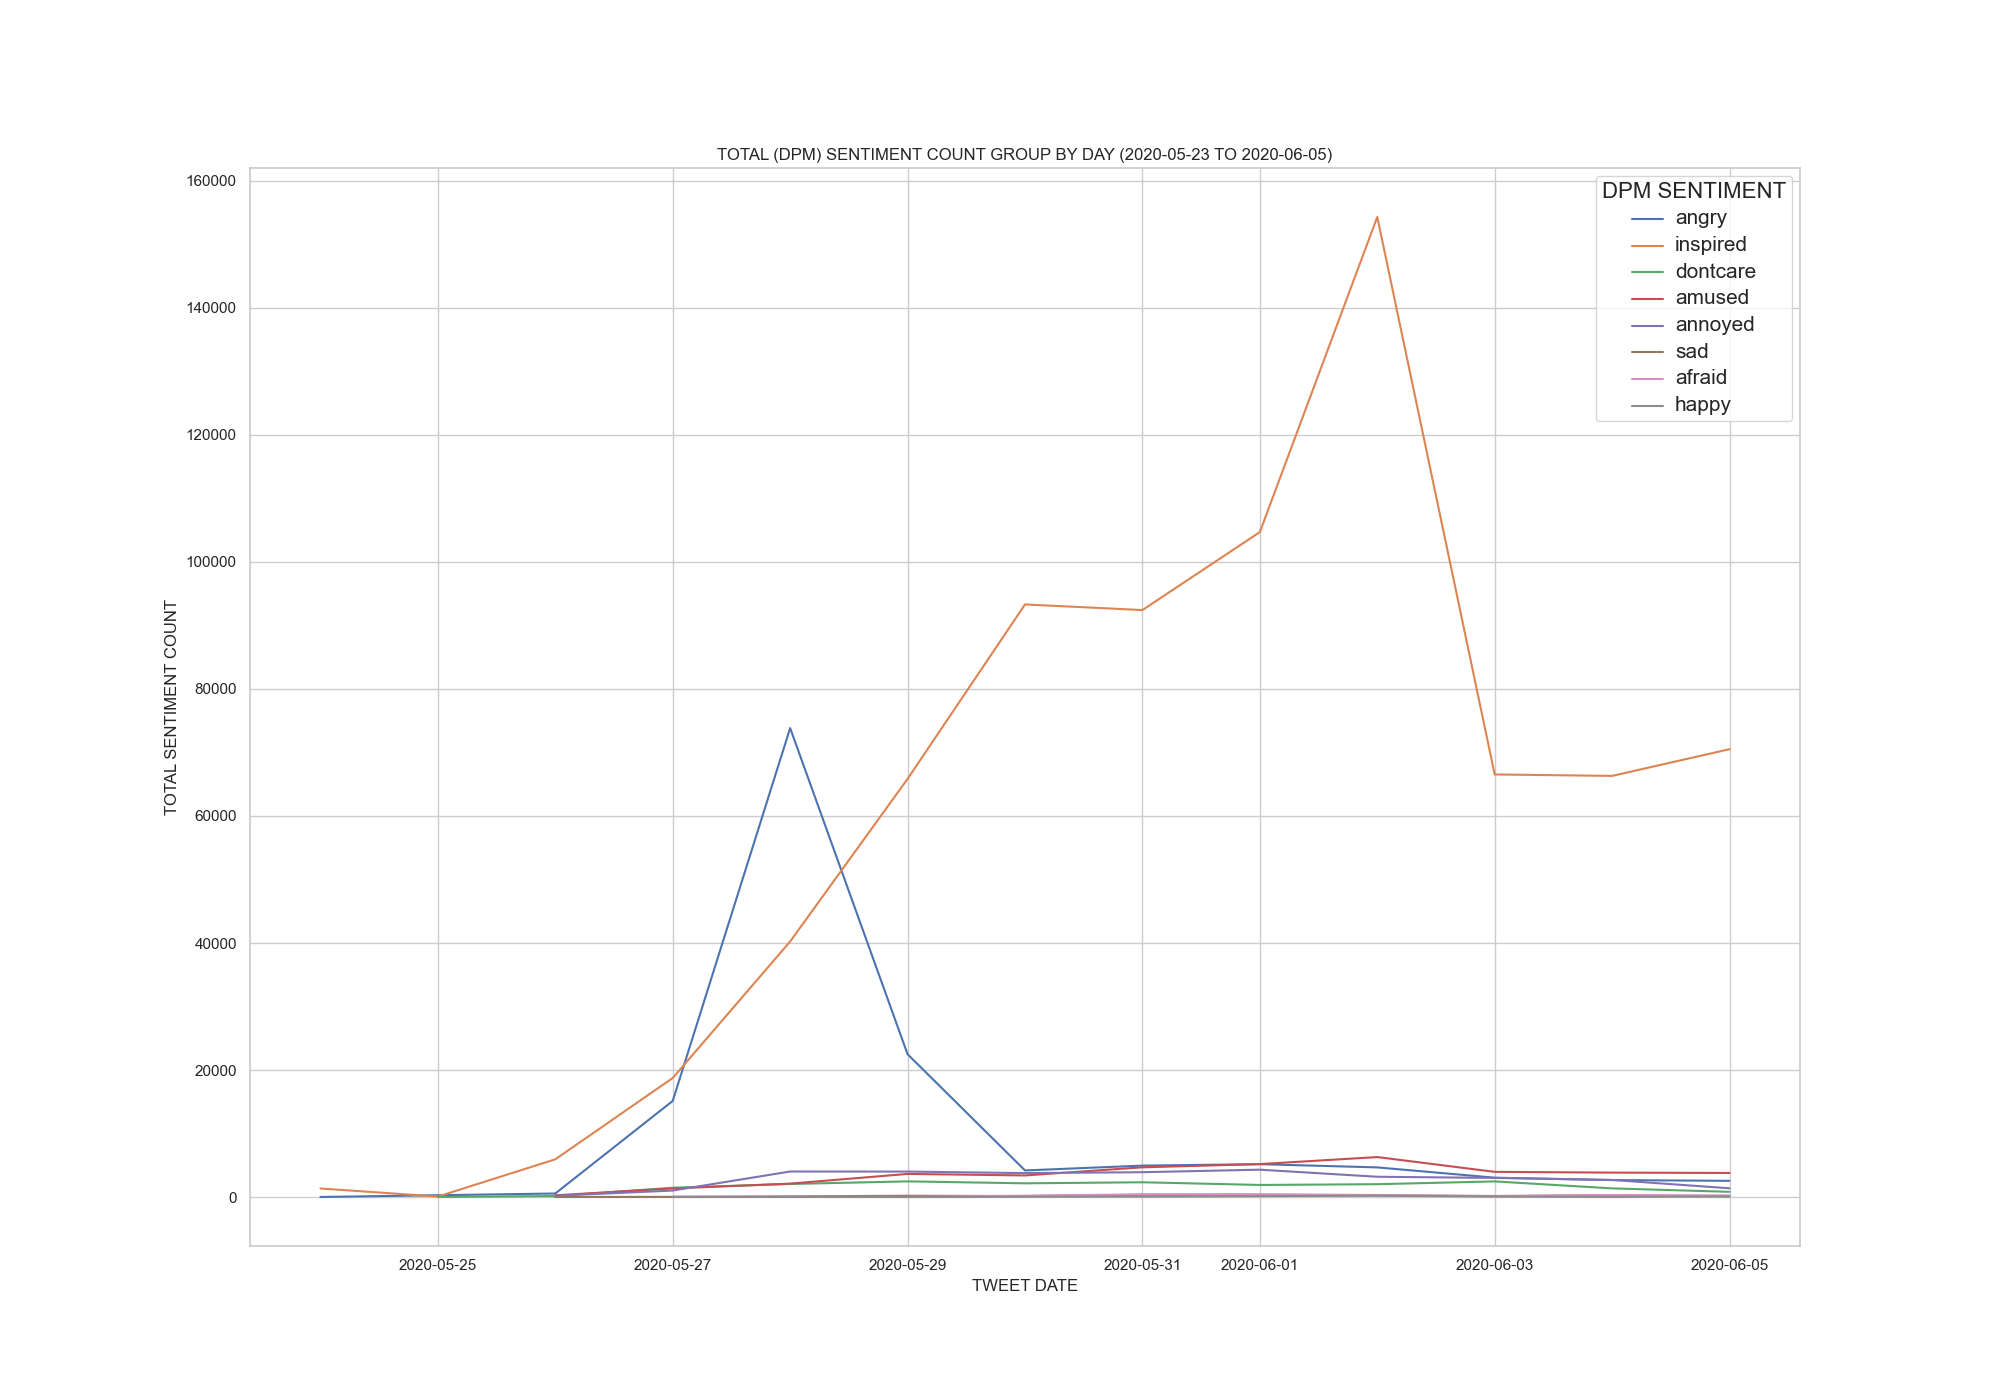 TOTAL (DPM) SENTIMENT COUNT GROUP BY DAY (2020-05-23 TO 2020-06-05)
DPM SENTIMENT
angry
inspired
dontcare
amused
annoyed
sad
afraid
happy
160000
140000
120000
100000
80000
60000
40000
20000
0
TOTAL SENTIMENT COUNT
2020-05-25 2020-05-27 2020-05-29 2020-05-31 2020-06-01 2020-06-03 2020-06-05
TWEET DATE